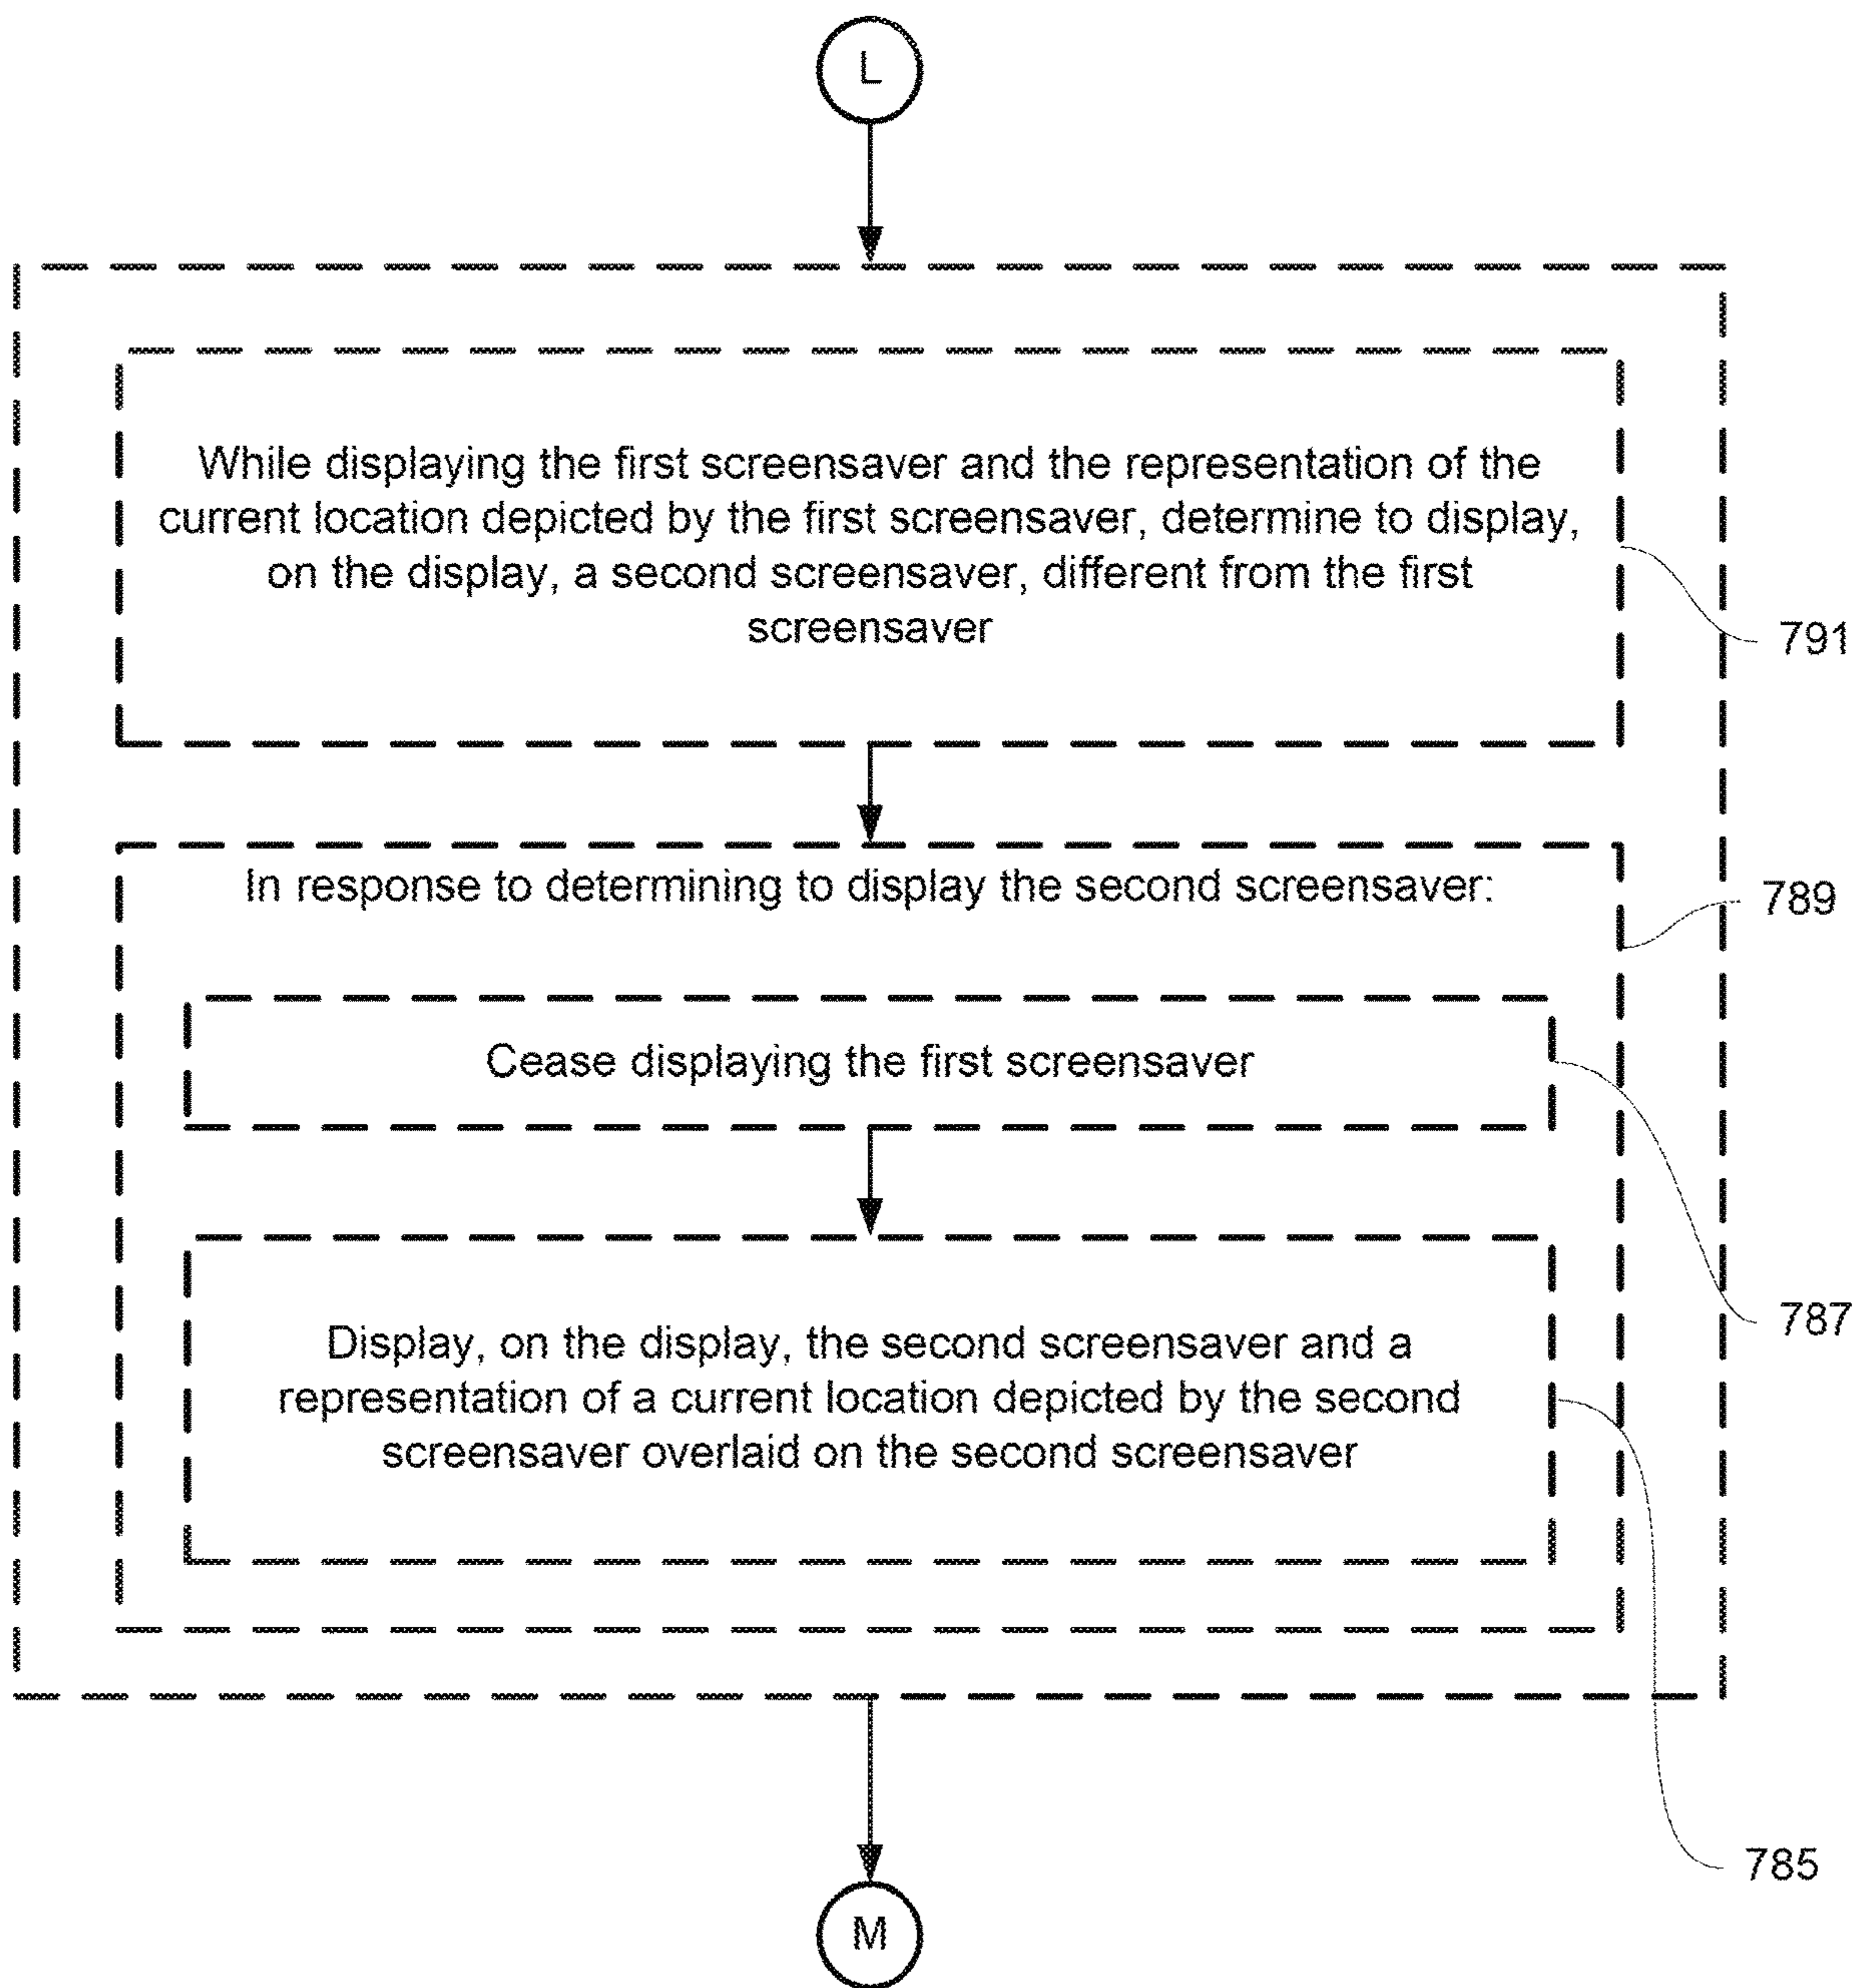 L
While displaying the first screensaver and the representation of the
current location depicted by the first screensaver, determine to display,
on the display, a second screensaver, different from the first
screensaver
791
In response to determining to display the second screensaver:
789
Cease displaying the first screensaver
787
Display, on the display, the second screensaver and a
representation of a current location depicted by the second
screensaver overlaid on the second screensaver
785
M